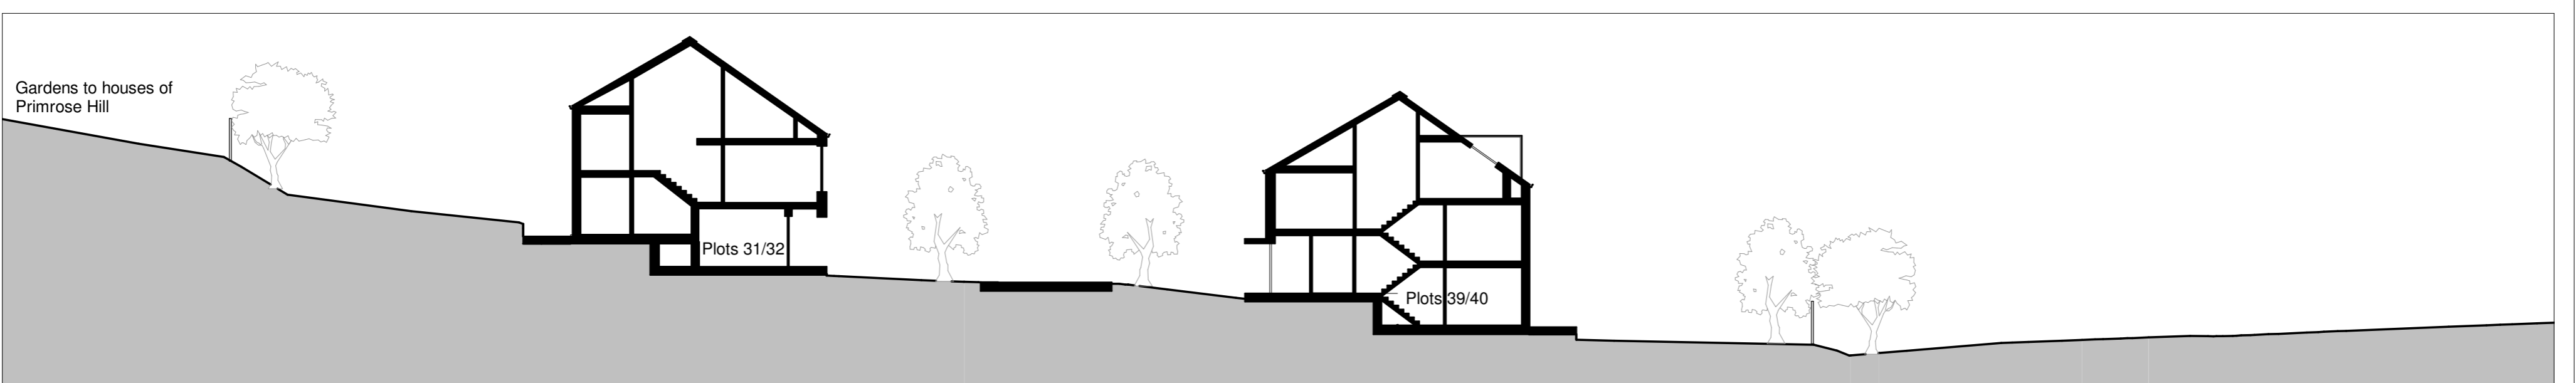 Gardens to houses of
Primrose Hill
Plots 31/32
Plots 39/40